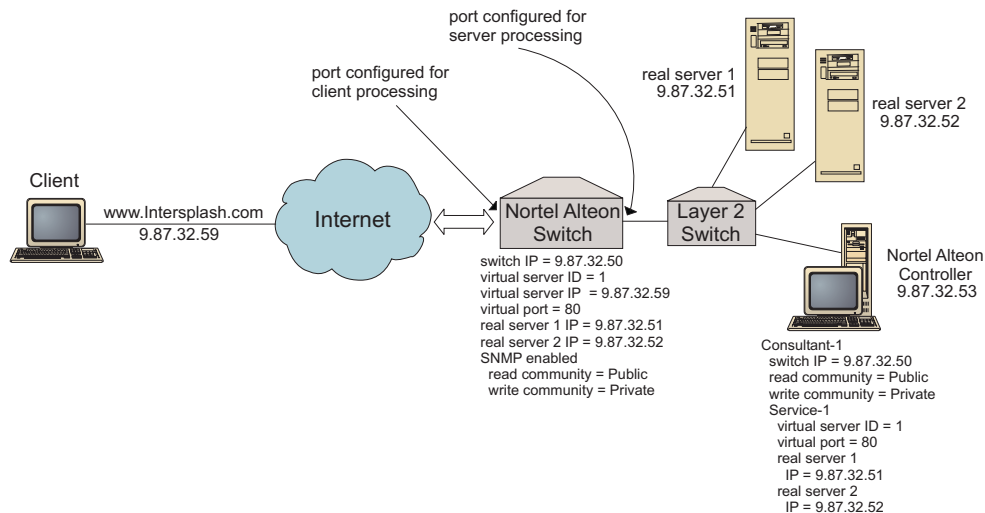 port configured for
server processing
port configured for
client processing
real server 1
9.87.32.51
real server 2
9.87.32.52
Client
www.Intersplash.com
9.87.32.59
Internet
Nortel Alteon
Switch
Layer 2
Switch
switch IP = 9.87.32.50
virtual server ID = 1
virtual server IP = 9.87.32.59
virtual port = 80
real server 1 IP = 9.87.32.51
real server 2 IP = 9.87.32.52
SNMP enabled
read community = Public
write community = Private
Nortel Alteon
Controller
9.87.32.53
Consultant-1
switch IP = 9.87.32.50
read community = Public
write community = Private
Service-1
virtual server ID = 1
virtual port = 80
real server 1
IP = 9.87.32.51
real server 2
IP = 9.87.32.52